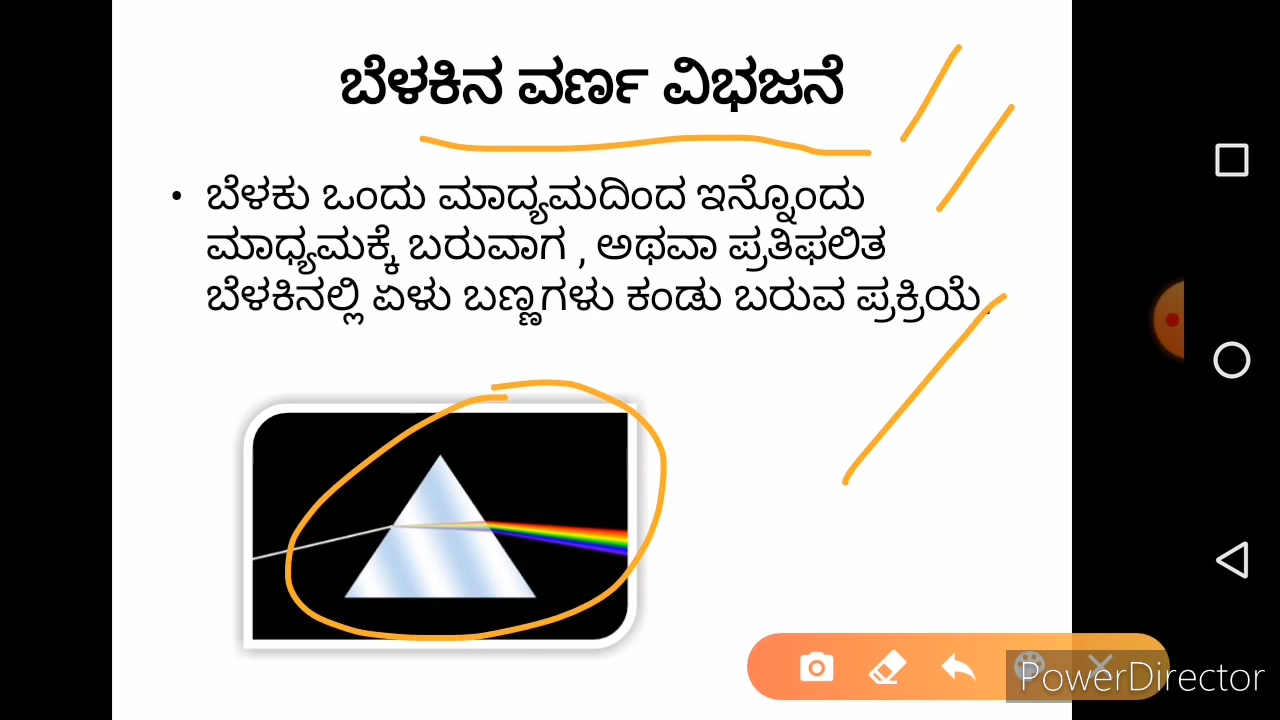 ಬೆಳಕಿನ ವರ್ಣ ವಿಭಜನೆ
• ಬೆಳಕು ಒಂದು ಮಾದ್ಯಮದಿಂದ ಇನ್ನೊಂದು
ಮಾಧ್ಯಮಕ್ಕೆ ಬರುವಾಗ , ಅಥವಾ ಪ್ರತಿಫಲಿತ
ಬೆಳಕಿನಲ್ಲಿ ಏಳು ಬಣ್ಣಗಳು ಕಂಡು ಬರುವ ಪ್ರಕ್ರಿಯೆ.
PowerDirector